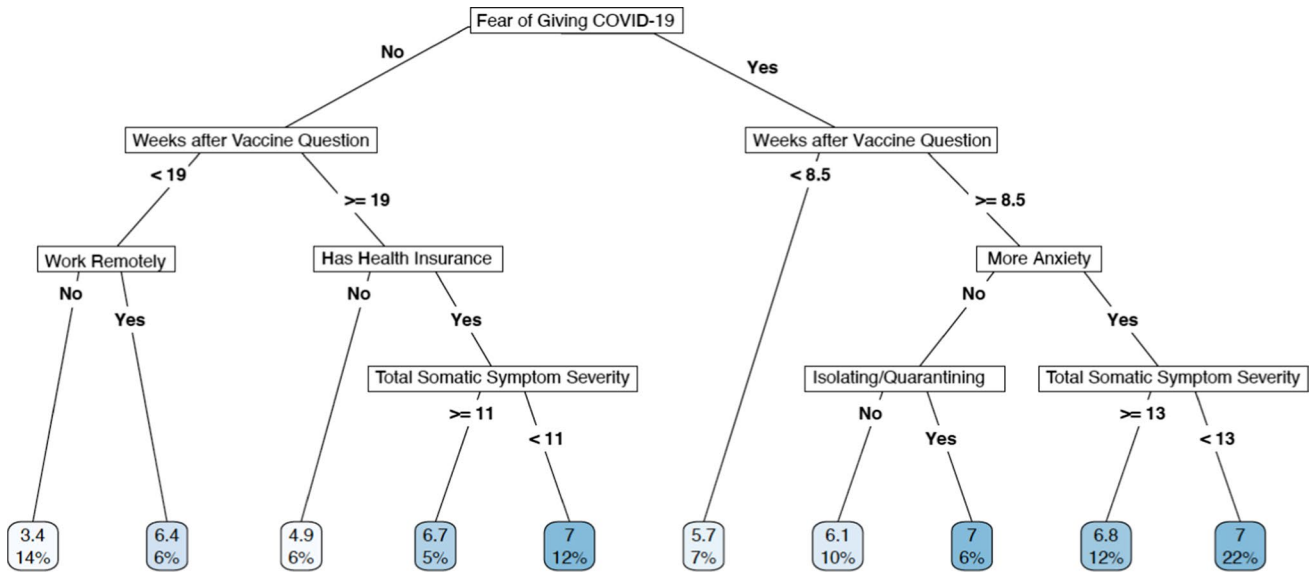 Fear of Giving COVID-19
No
Yes
Weeks after Vaccine Question
Weeks after Vaccine Question
< 19
>= 19
< 8.5
>= 8.5
Work Remotely
Has Health Insurance
More Anxiety
No
Yes
No
Yes
No
Yes
Total Somatic Symptom Severity
Isolating/Quarantining
Total Somatic Symptom Severity
>= 11
< 11
No
Yes
>= 13
< 13
3.4
14%
6.4
6%
4.9
6%
6.7
5%
7
12%
5.7
7%
6.1
10%
7
6%
6.8
12%
7
22%